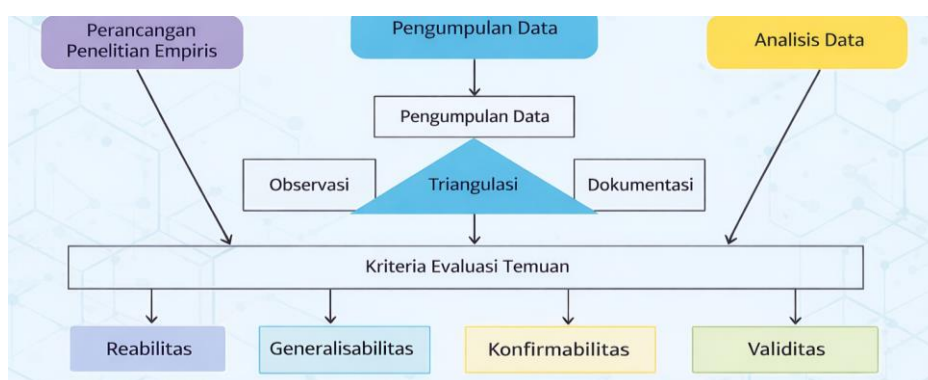 Perancangan
Penelitian Empiris
Pengumpulan Data
Analisis Data
Pengumpulan Data
Observasi
Triangulasi
Dokumentasi
Kriteria Evaluasi Temuan
Reabilitas
Generalisabilitas
Konfirmabilitas
Validitas